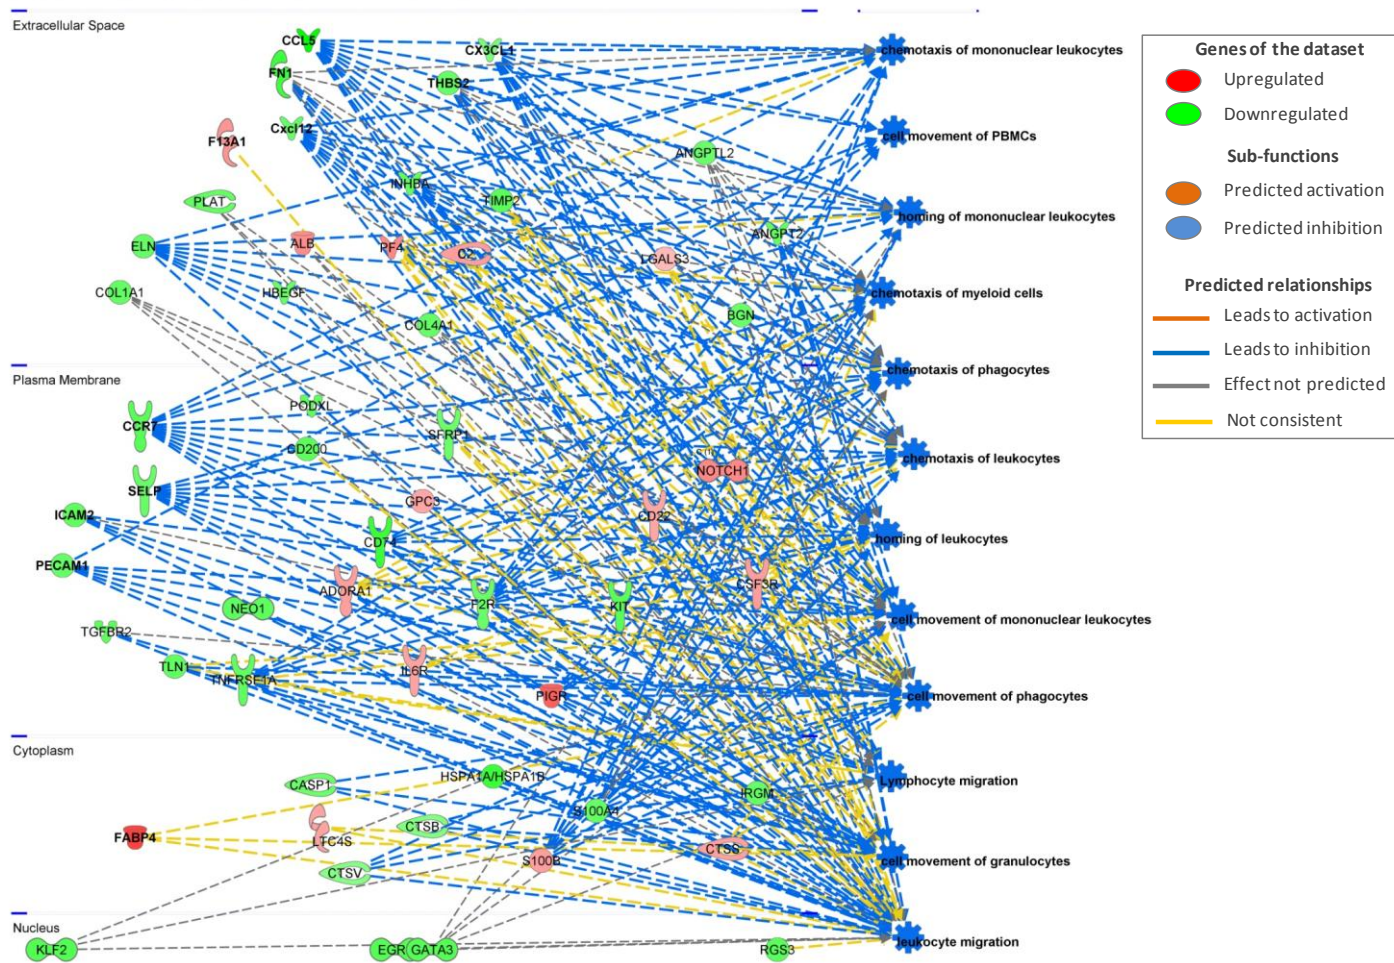 Extracellular Space
CCL5
CX3CL1
chemotaxis of mononuclear leukocytes
FN1
THBS2
Cxcl12
cell movement of PBMCs
F13A1
ANGPTL2
INHBA
PLAT
TIMP2
homing of mononuclear leukocytes
ANGPT2
ELN
ALB
PF4
LGALS3
COL1A1
HBEGF
chemotaxis of myeloid cells
COL4A1
BGN
chemotaxis of phagocytes
Plasma Membrane
PODXL
CCR7
SFRP1
CD200
chemotaxis of leukocytes
NOTCH1
SELP
GPC3
ICAM2
CD22
homing of leukocytes
CD74
PECAM1
ADORA1
F2R
KIT
CSF3R
NEO1
cell movement of mononuclear leukocytes
TGFBR2
TLN1
TNFRSF1A
IL6R
PIGR
cell movement of phagocytes
Cytoplasm
CASP1
HSPA1A/HSPA1B
Lymphocyte migration
IRGM
S100A4
CTSB
FABP4
LTC4S
CTSS
S100B
cell movement of granulocytes
CTSV
Nucleus
KLF2
EGR
GATA3
RGS3
leukocyte migration
Genes of the dataset
Upregulated
Downregulated
Sub-functions
Predicted activation
Predicted inhibition
Predicted relationships
Leads to activation
Leads to inhibition
Effect not predicted
Not consistent